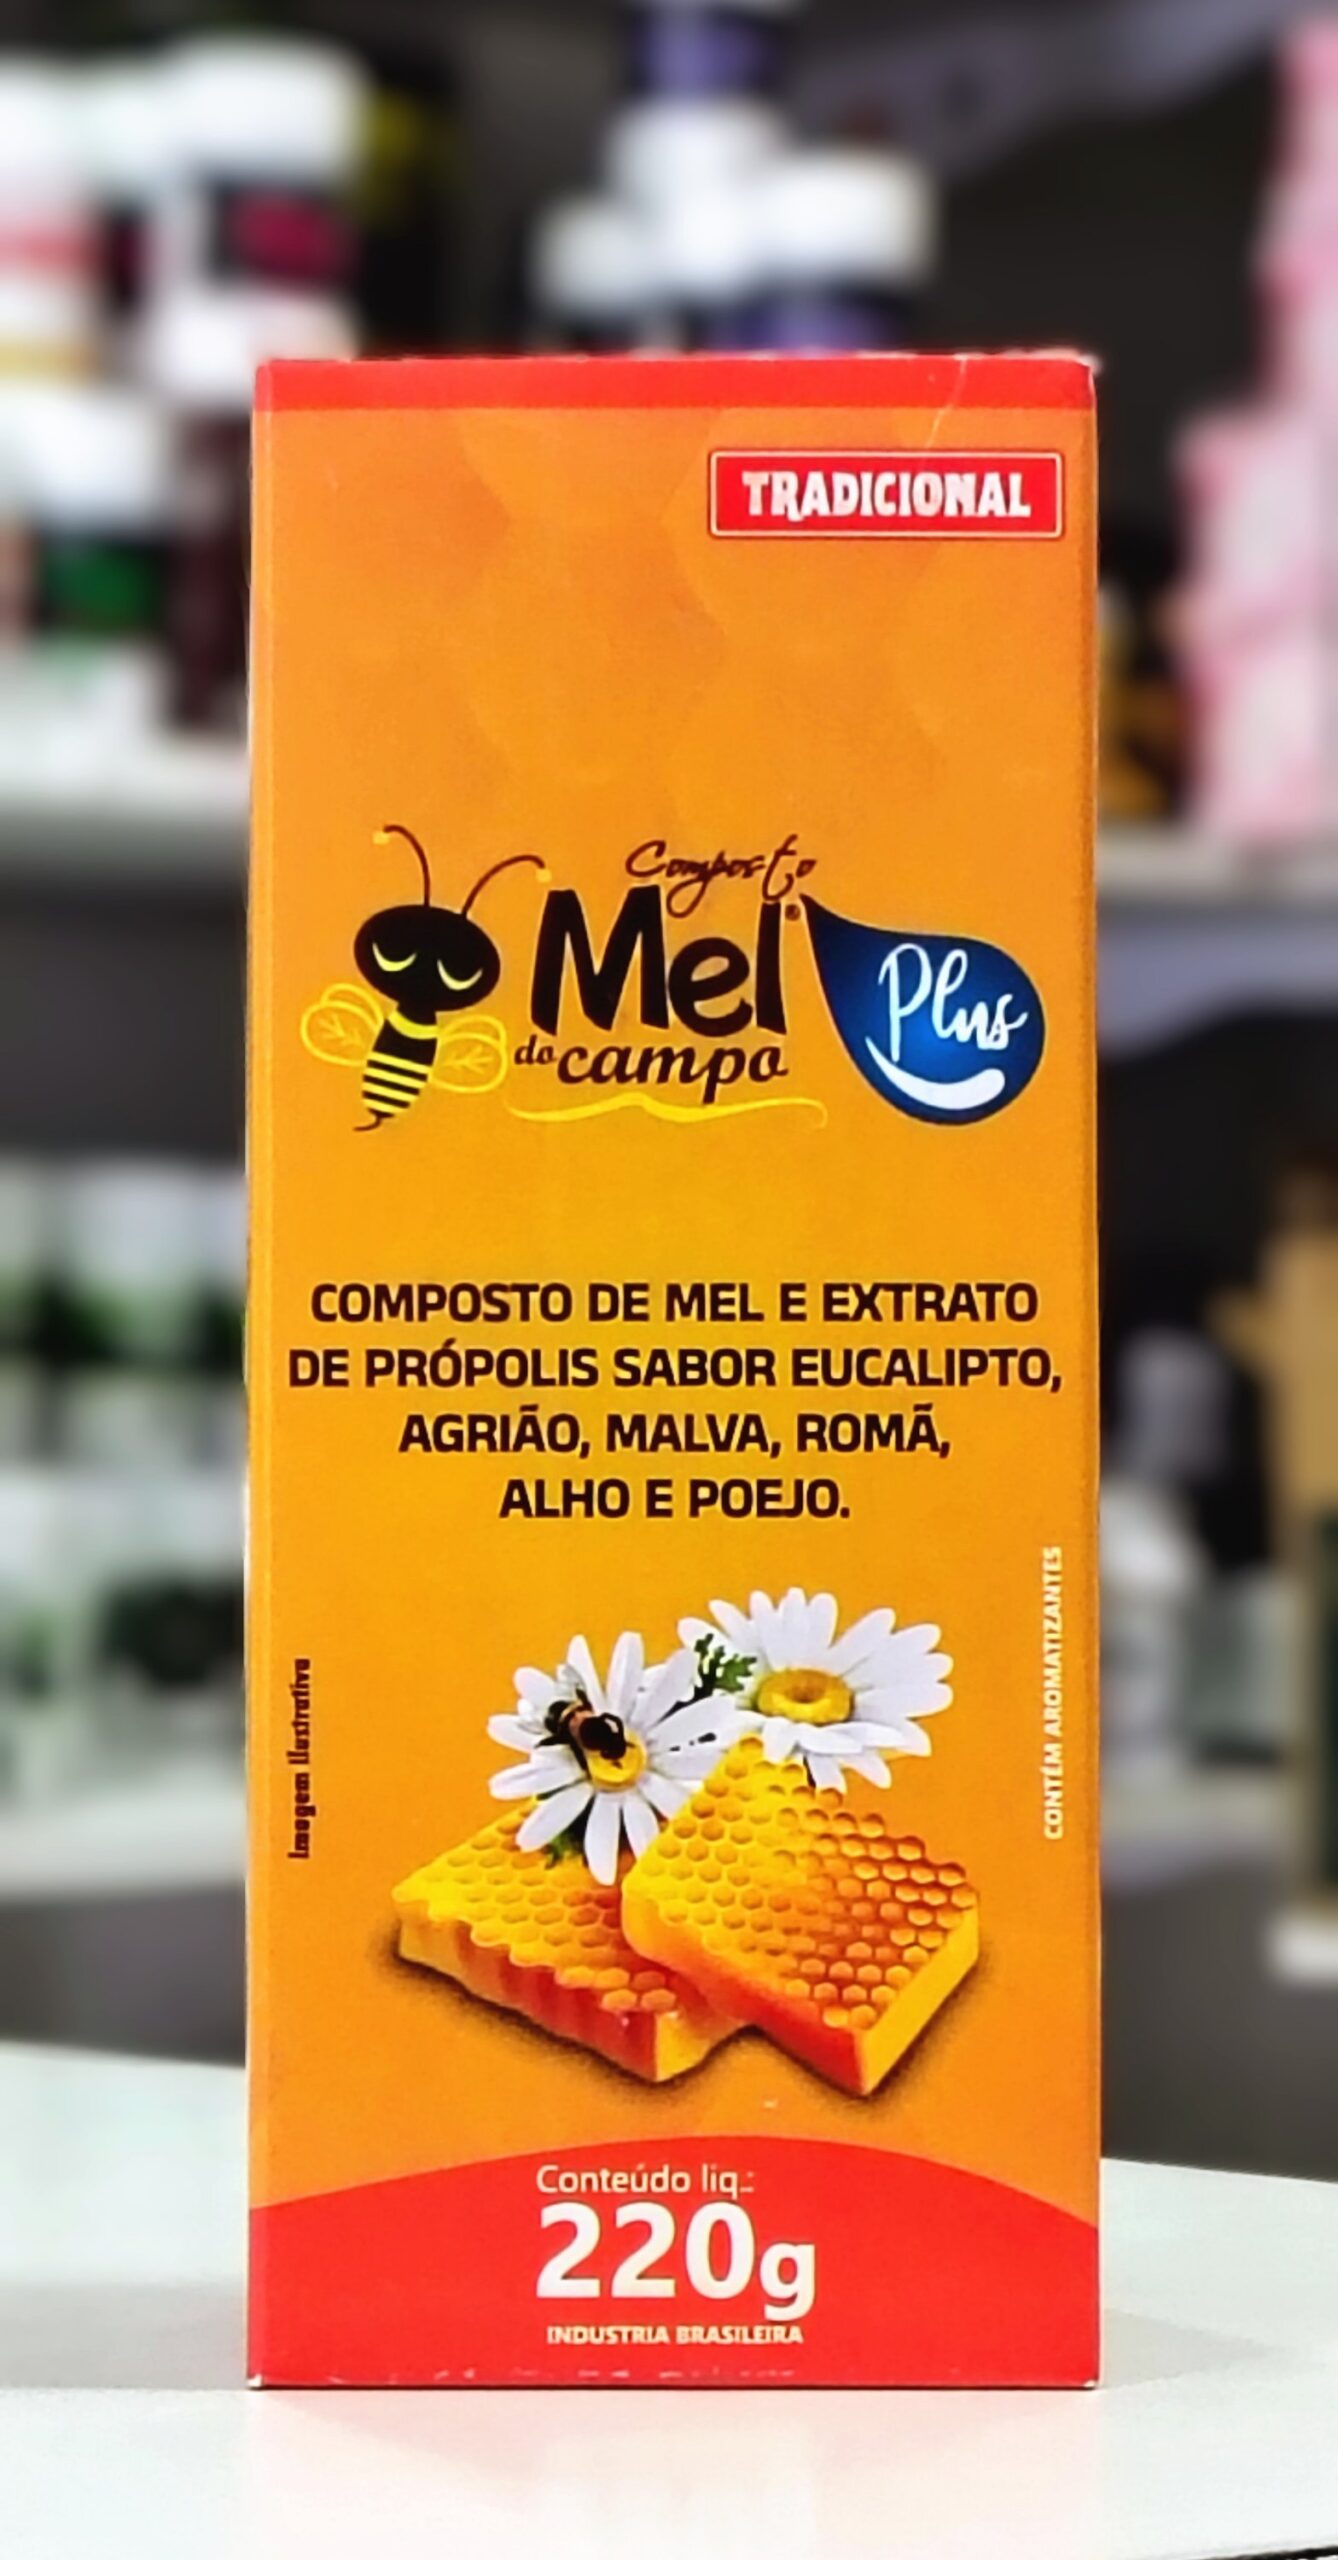 TRADICIONAL
Composto
Mel®
do campo
Plus
COMPOSTO DE MEL E EXTRATO
DE PRÓPOLIS SABOR EUCALIPTO,
AGRIÃO, MALVA, ROMÃ,
ALHO E POEJO.
CONTÉM AROMATIZANTES
Imagem ilustrativa
Conteúdo liq.:
220g
INDUSTRIA BRASILEIRA